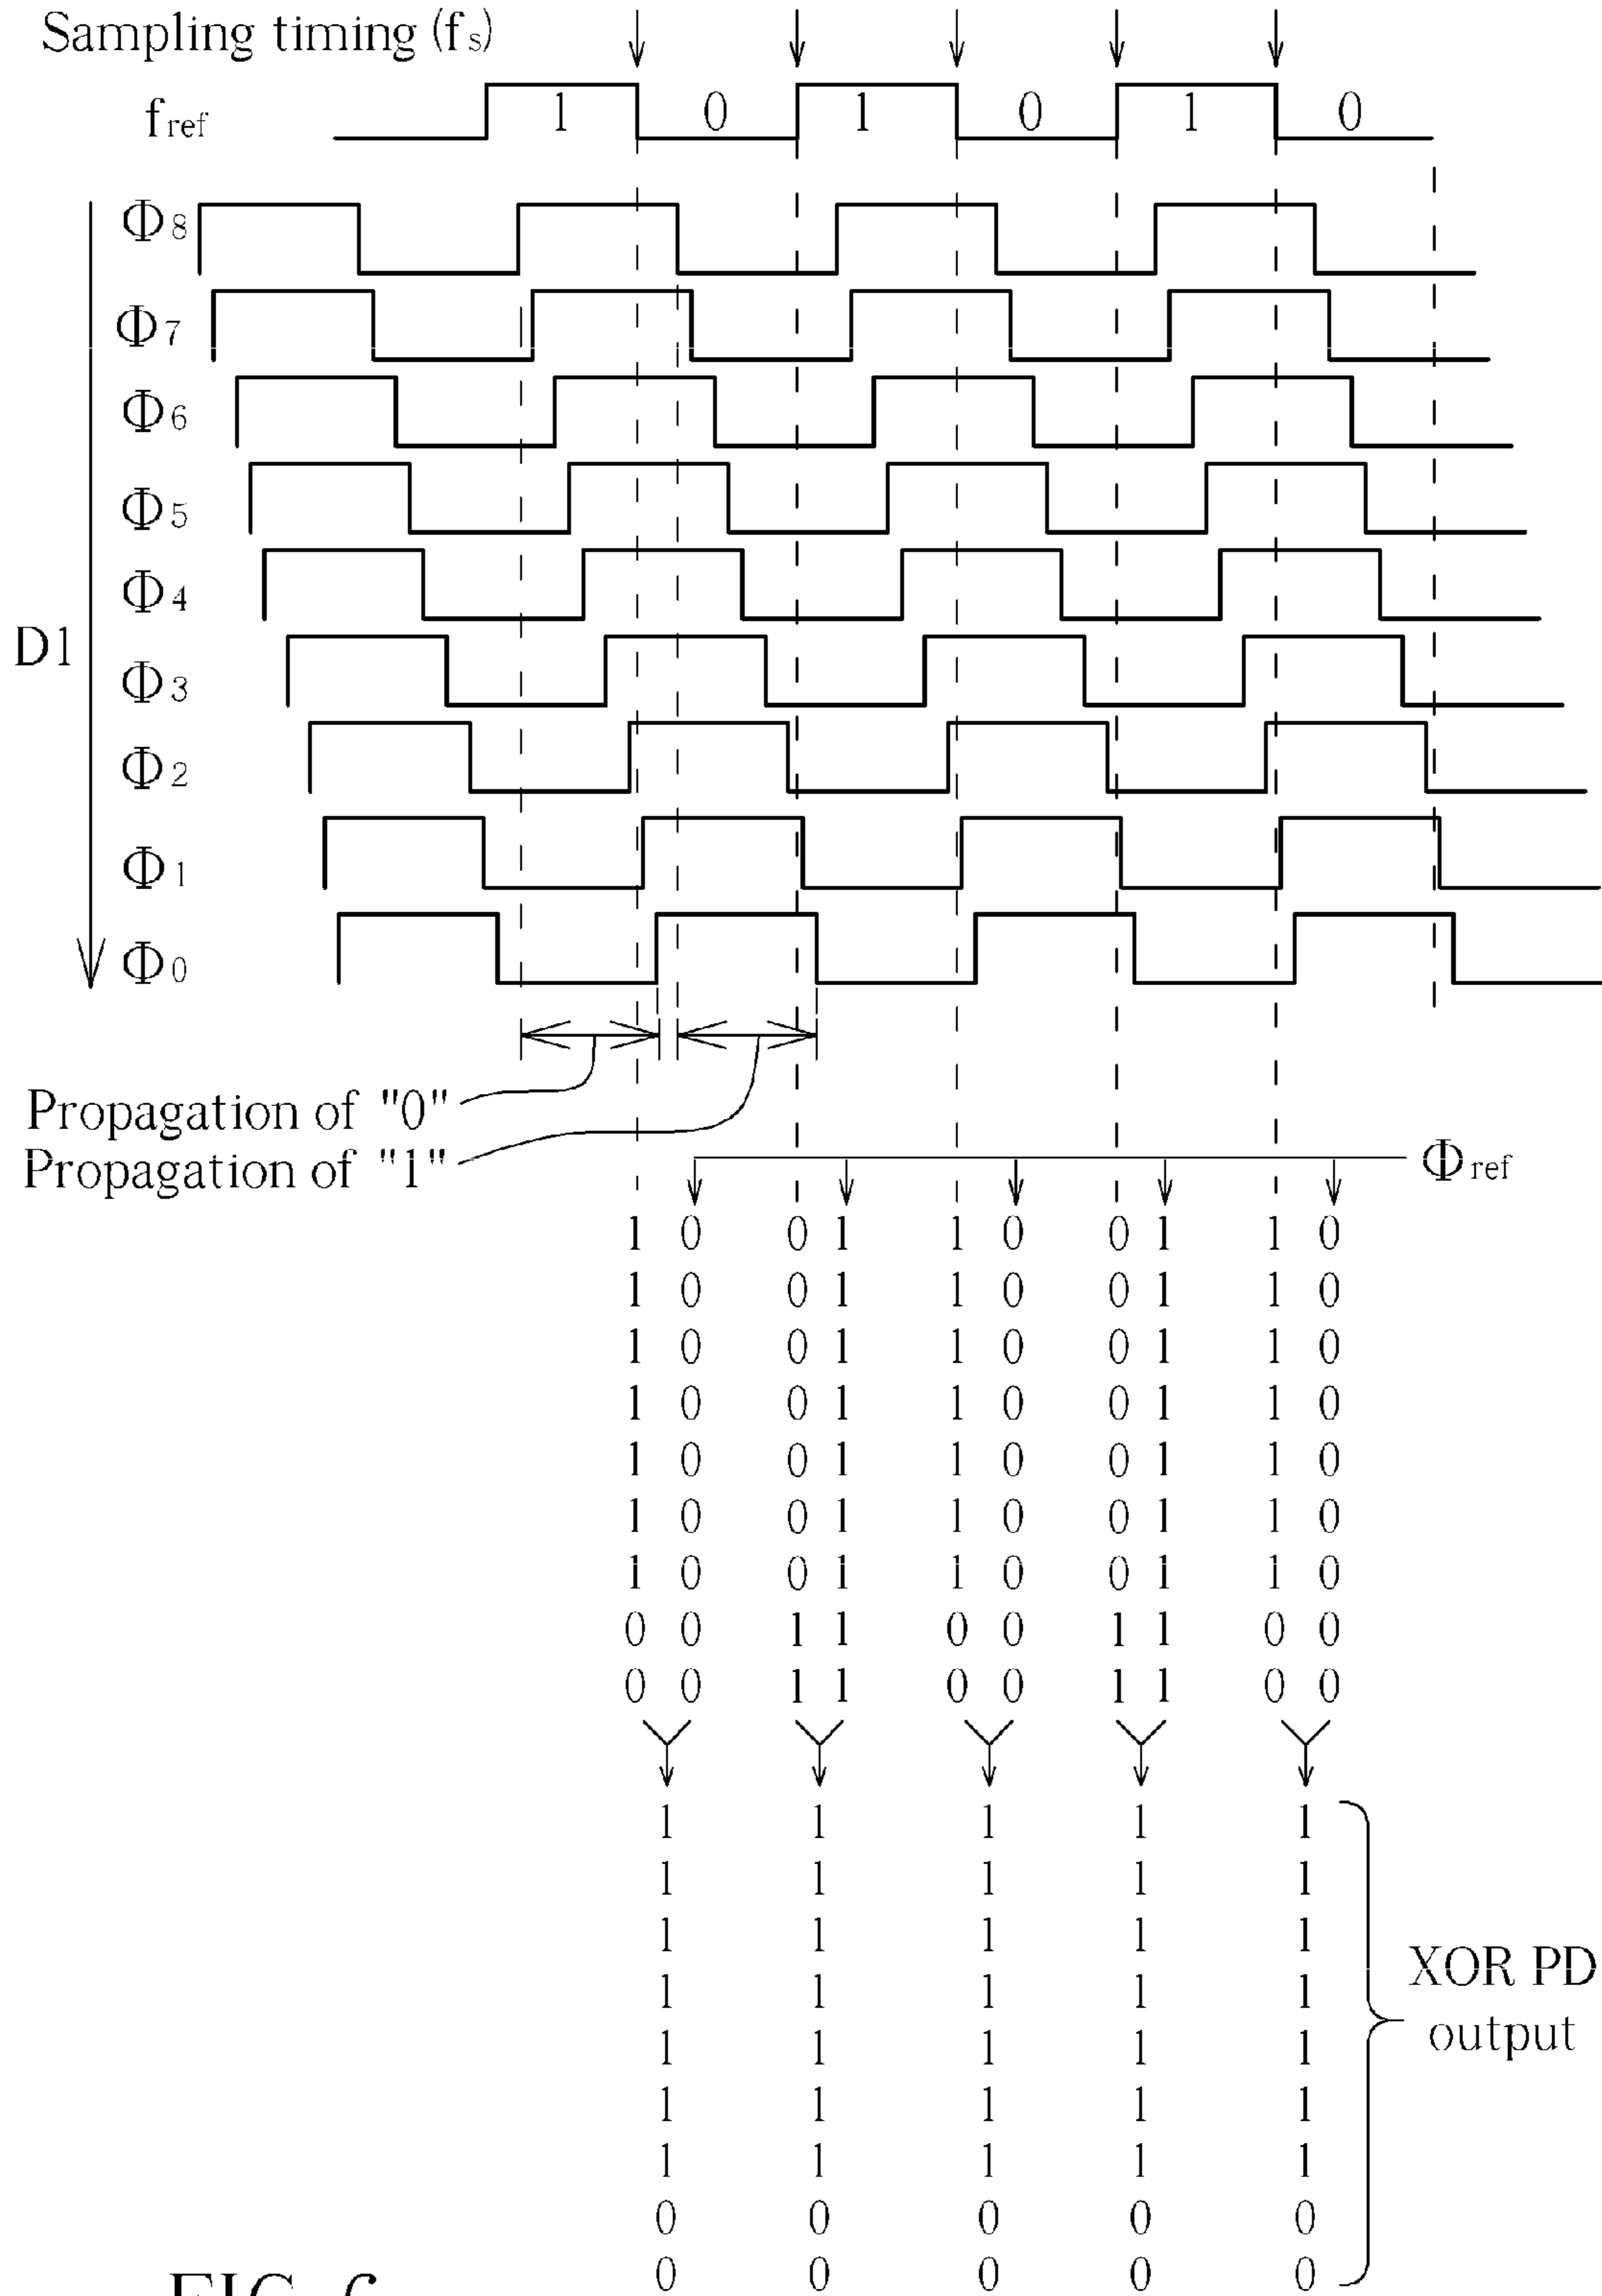 Sampling timing (fs)
fref 1 0 1 0 1 0
Φ8
Φ7
Φ6
Φ5
Φ4
D1
Φ3
Φ2
Φ1
Φ0
Propagation of "0"
Propagation of "1"
Φref
1 0 0 1 1 0 0 1 1 0
1 0 0 1 1 0 0 1 1 0
1 0 0 1 1 0 0 1 1 0
1 0 0 1 1 0 0 1 1 0
1 0 0 1 1 0 0 1 1 0
1 0 0 1 1 0 0 1 1 0
1 0 0 1 1 0 0 1 1 0
0 0 1 1 0 0 1 1 0 0
0 0 1 1 0 0 1 1 0 0
1 1 1 1 1
1 1 1 1 1
1 1 1 1 1
1 1 1 1 1
XOR PD
output
1 1 1 1 1
1 1 1 1 1
1 1 1 1 1
0 0 0 0 0
0 0 0 0 0